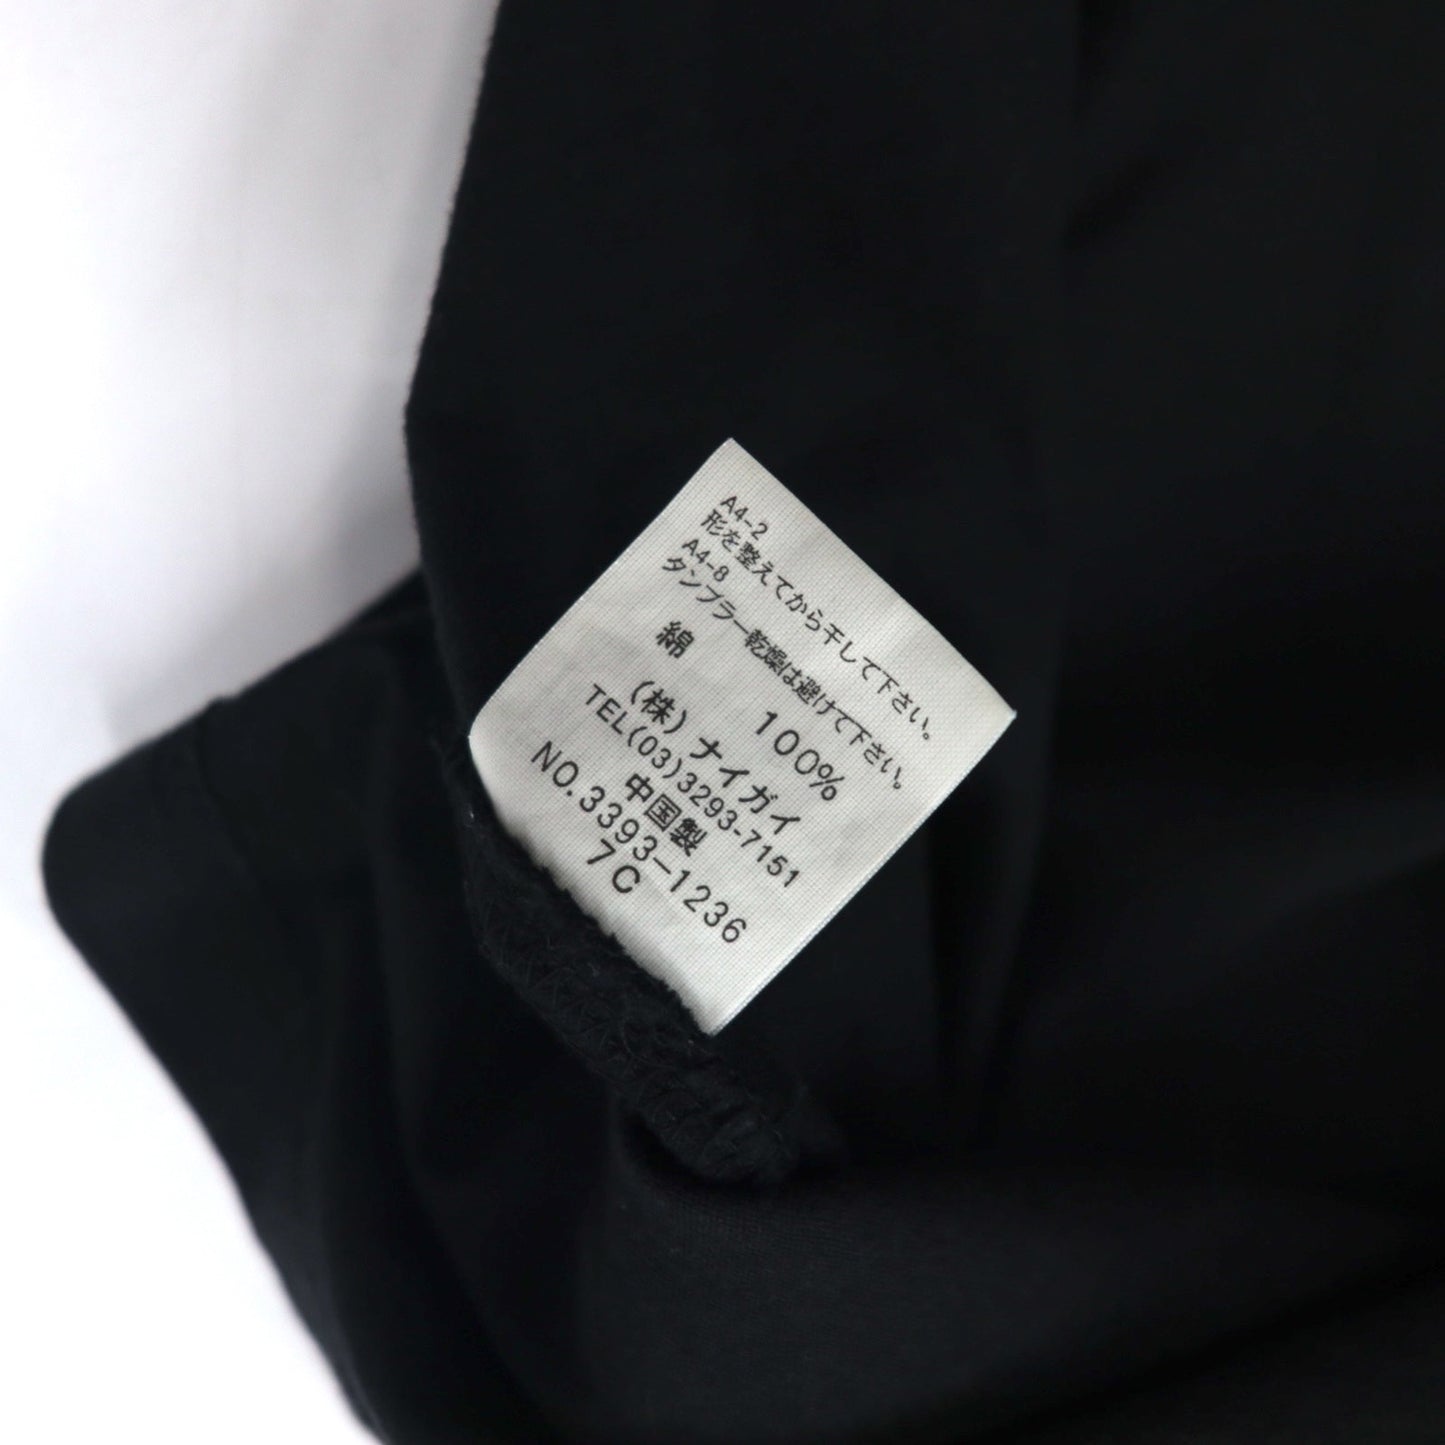 A4-2
形を整えてから干して下さい。
A4-8
タンブラー乾燥は避けて下さい。
綿 100%
(株)ナイガイ
TEL(03)3293-7151
中国製
NO.3393-1236
7C